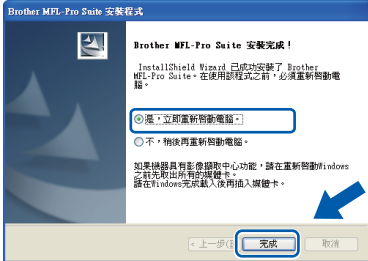 Brother MFL-Pro Suite 安裝程式
Brother MFL-Pro Suite 安裝完成！
InstallShield Wizard 已成功安裝了 Brother
MFL-Pro Suite。在使用該程式之前，必須重新啟動電
腦。
是，立即重新啟動電腦。
不，稍後再重新啟動電腦。
如果機器具有影像擷取中心功能，請在重新啟動Windows
之前先取出所有的媒體卡。
請在Windows完成載入後再插入媒體卡。
< 上一步(
完成
取消